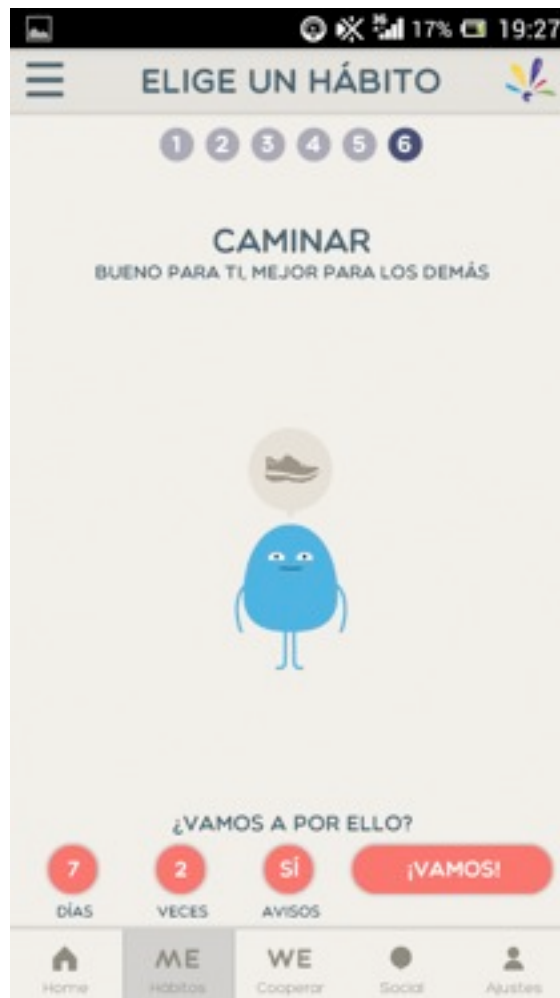 3G 17% 19:27
ELIGE UN HÁBITO
1 2 3 4 5 6
CAMINAR
BUENO PARA TI, MEJOR PARA LOS DEMÁS
¿VAMOS A POR ELLO?
7 2 SÍ ¡VAMOS!
DÍAS VECES AVISOS
ME WE
Home Hábitos Cooperar Social Ajustes